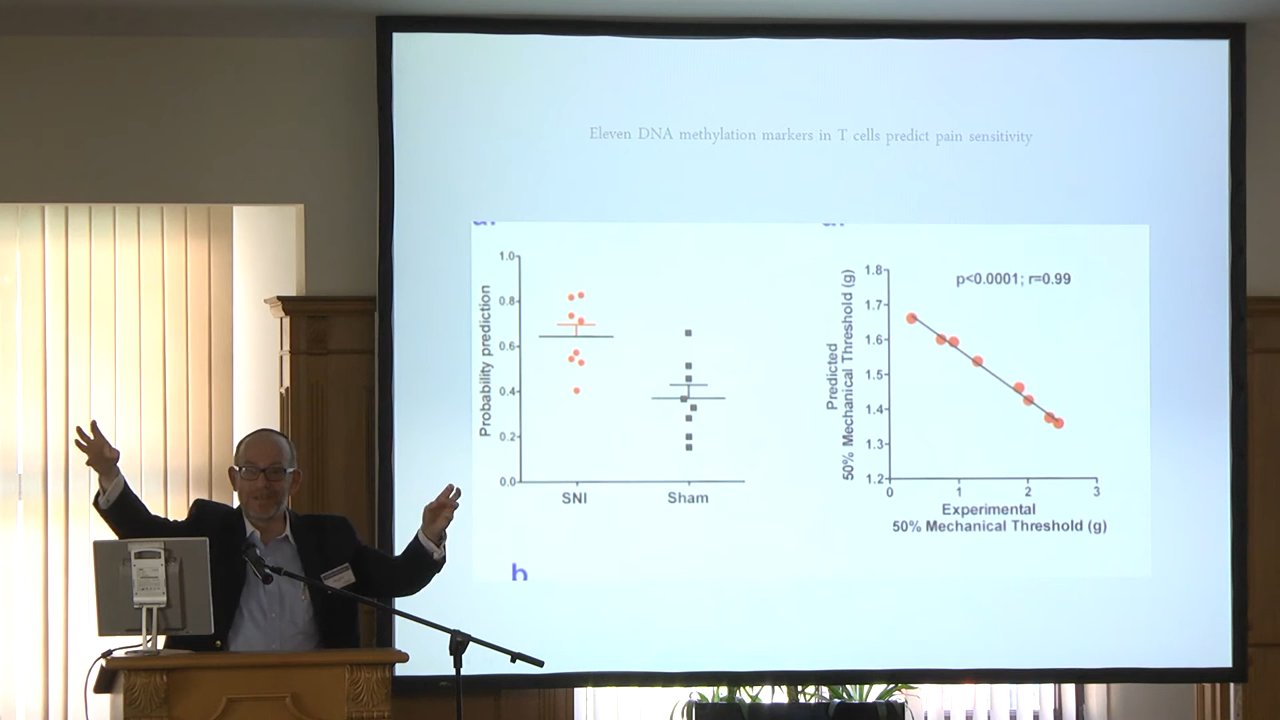 Eleven DNA methylation markers in T cells predict pain sensitivity
1.0
0.8
0.6
0.4
0.2
0.0
Probability prediction
SNI
Sham
p<0.0001; r=0.99
1.8
1.7
1.6
1.5
1.4
1.3
1.2
Predicted
50% Mechanical Threshold (g)
0
1
2
3
Experimental
50% Mechanical Threshold (g)